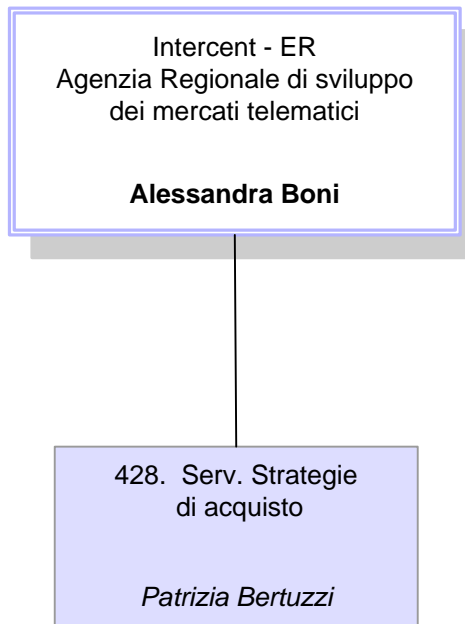 Intercent - ER
Agenzia Regionale di sviluppo
dei mercati telematici
Alessandra Boni
428. Serv. Strategie
di acquisto
Patrizia Bertuzzi